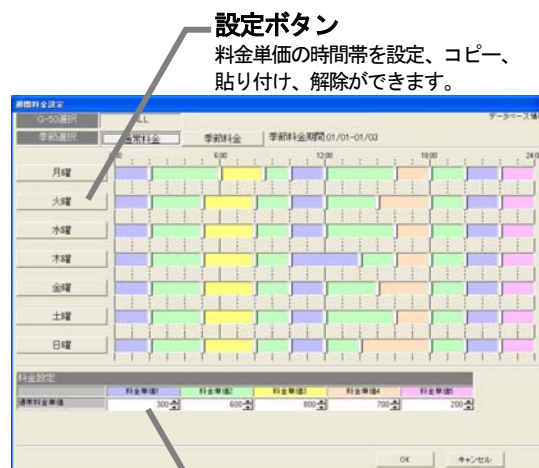 設定ボタン
料金単価の時間帯を設定、コピー、
貼り付け、解除ができます。
週間料金設定
G-50選択 ALL
季節選択 通常料金 季節料金 季節料金期間 01/01-01/03
6:00 12:00 18:00 24:0
月曜
火曜
水曜
木曜
金曜
土曜
日曜
料金設定
料金単価1 料金単価2 料金単価3 料金単価4 料金単価5
通常料金単価 300 600 800 700 200
OK キャンセル